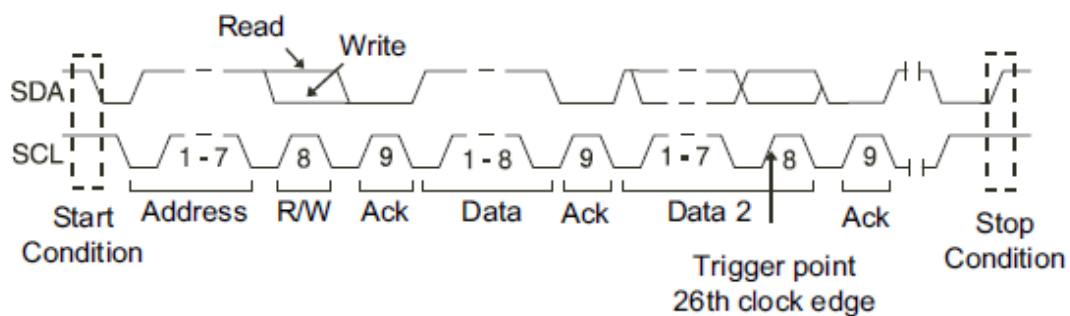 Read
Write
SDA
SCL
1 - 7
8
9
1 - 8
9
1 - 7
8
9
Start
Condition
Address
R/W
Ack
Data
Ack
Data 2
Ack
Stop
Condition
Trigger point
26th clock edge